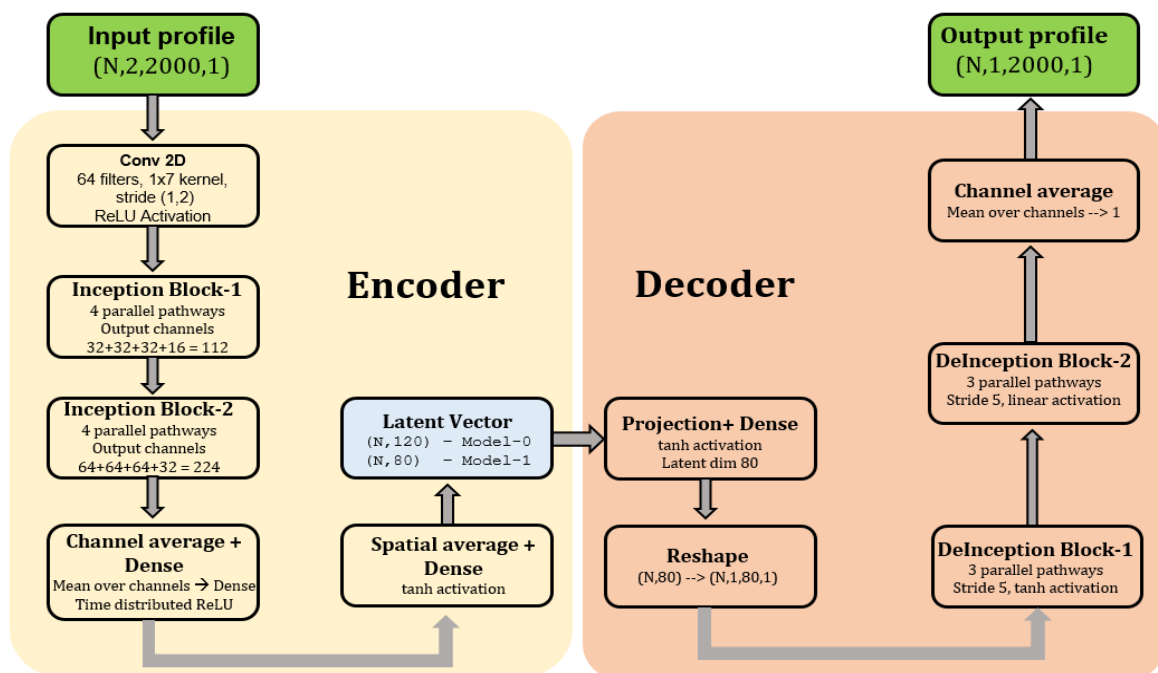 Input profile
(N,2,2000,1)
Conv 2D
64 filters, 1x7 kernel,
stride (1,2)
ReLU Activation
Inception Block-1
4 parallel pathways
Output channels
32+32+32+16 = 112
Inception Block-2
4 parallel pathways
Output channels
64+64+64+32 = 224
Channel average +
Dense
Mean over channels → Dense
Time distributed ReLU
Encoder
Spatial average +
Dense
tanh activation
Latent Vector
(N,120) – Model-0
(N,80) – Model-1
Decoder
Projection+ Dense
tanh activation
Latent dim 80
Reshape
(N,80) --> (N,1,80,1)
DeInception Block-1
3 parallel pathways
Stride 5, tanh activation
DeInception Block-2
3 parallel pathways
Stride 5, linear activation
Channel average
Mean over channels --> 1
Output profile
(N,1,2000,1)